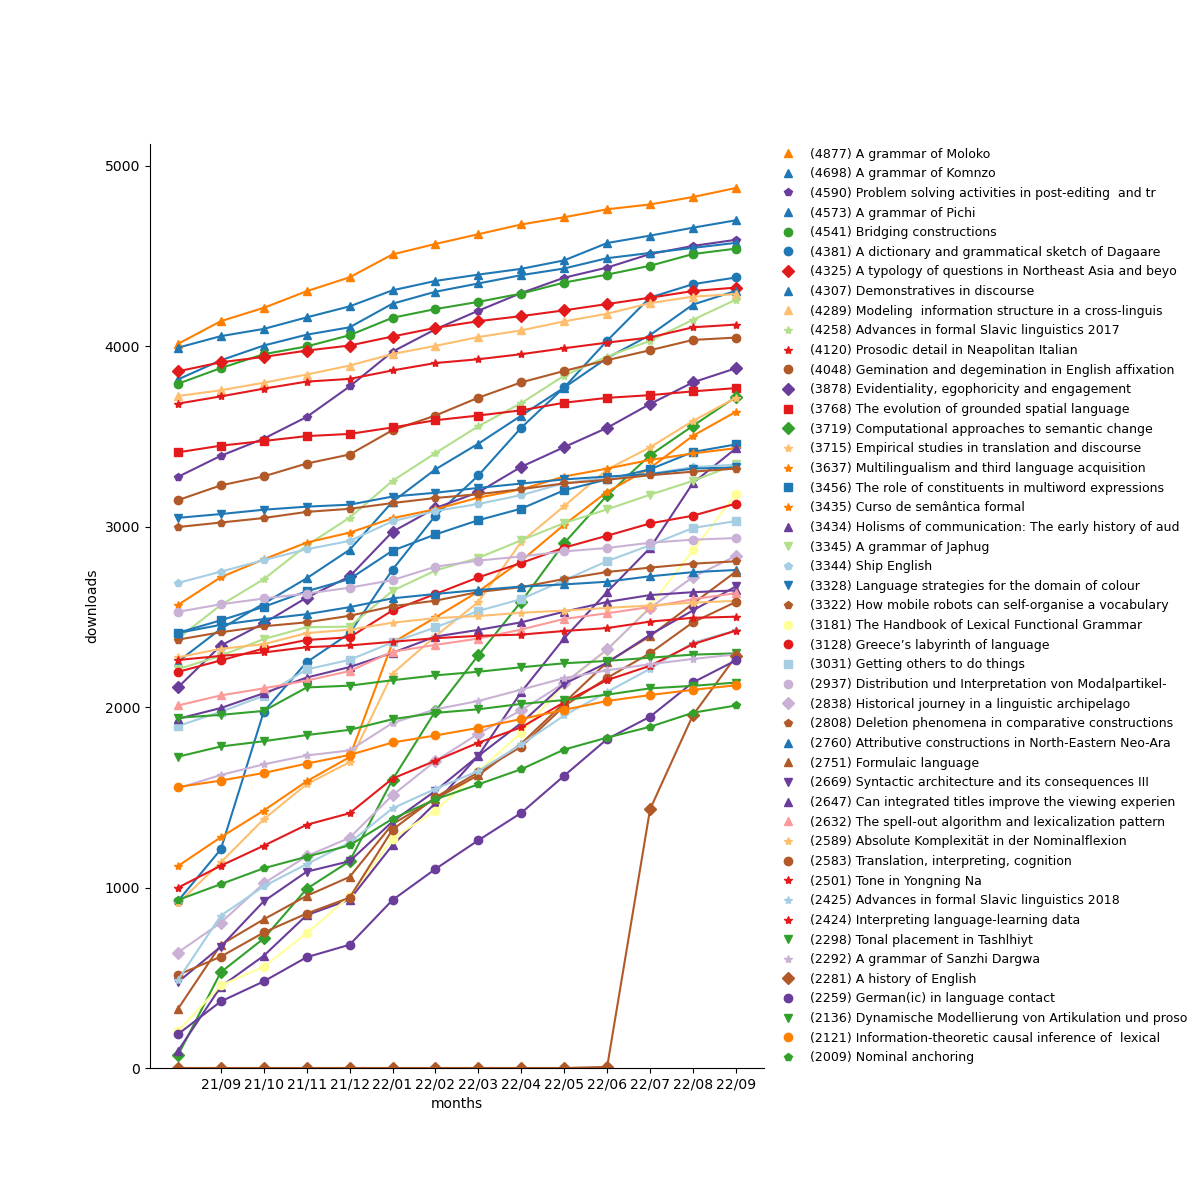 5000
4000
3000
2000
1000
0
downloads
21/09 21/10 21/11 21/12 22/01 22/02 22/03 22/04 22/05 22/06 22/07 22/08 22/09
months
(4877) A grammar of Moloko
(4698) A grammar of Komnzo
(4590) Problem solving activities in post-editing  and tr
(4573) A grammar of Pichi
(4541) Bridging constructions
(4381) A dictionary and grammatical sketch of Dagaare
(4325) A typology of questions in Northeast Asia and beyo
(4307) Demonstratives in discourse
(4289) Modeling  information structure in a cross-linguis
(4258) Advances in formal Slavic linguistics 2017
(4120) Prosodic detail in Neapolitan Italian
(4048) Gemination and degemination in English affixation
(3878) Evidentiality, egophoricity and engagement
(3768) The evolution of grounded spatial language
(3719) Computational approaches to semantic change
(3715) Empirical studies in translation and discourse
(3637) Multilingualism and third language acquisition
(3456) The role of constituents in multiword expressions
(3435) Curso de semântica formal
(3434) Holisms of communication: The early history of aud
(3345) A grammar of Japhug
(3344) Ship English
(3328) Language strategies for the domain of colour
(3322) How mobile robots can self-organise a vocabulary
(3181) The Handbook of Lexical Functional Grammar
(3128) Greece’s labyrinth of language
(3031) Getting others to do things
(2937) Distribution und Interpretation von Modalpartikel-
(2838) Historical journey in a linguistic archipelago
(2808) Deletion phenomena in comparative constructions
(2760) Attributive constructions in North-Eastern Neo-Ara
(2751) Formulaic language
(2669) Syntactic architecture and its consequences III
(2647) Can integrated titles improve the viewing experien
(2632) The spell-out algorithm and lexicalization pattern
(2589) Absolute Komplexität in der Nominalflexion
(2583) Translation, interpreting, cognition
(2501) Tone in Yongning Na
(2425) Advances in formal Slavic linguistics 2018
(2424) Interpreting language-learning data
(2298) Tonal placement in Tashlhiyt
(2292) A grammar of Sanzhi Dargwa
(2281) A history of English
(2259) German(ic) in language contact
(2136) Dynamische Modellierung von Artikulation und proso
(2121) Information-theoretic causal inference of  lexical
(2009) Nominal anchoring